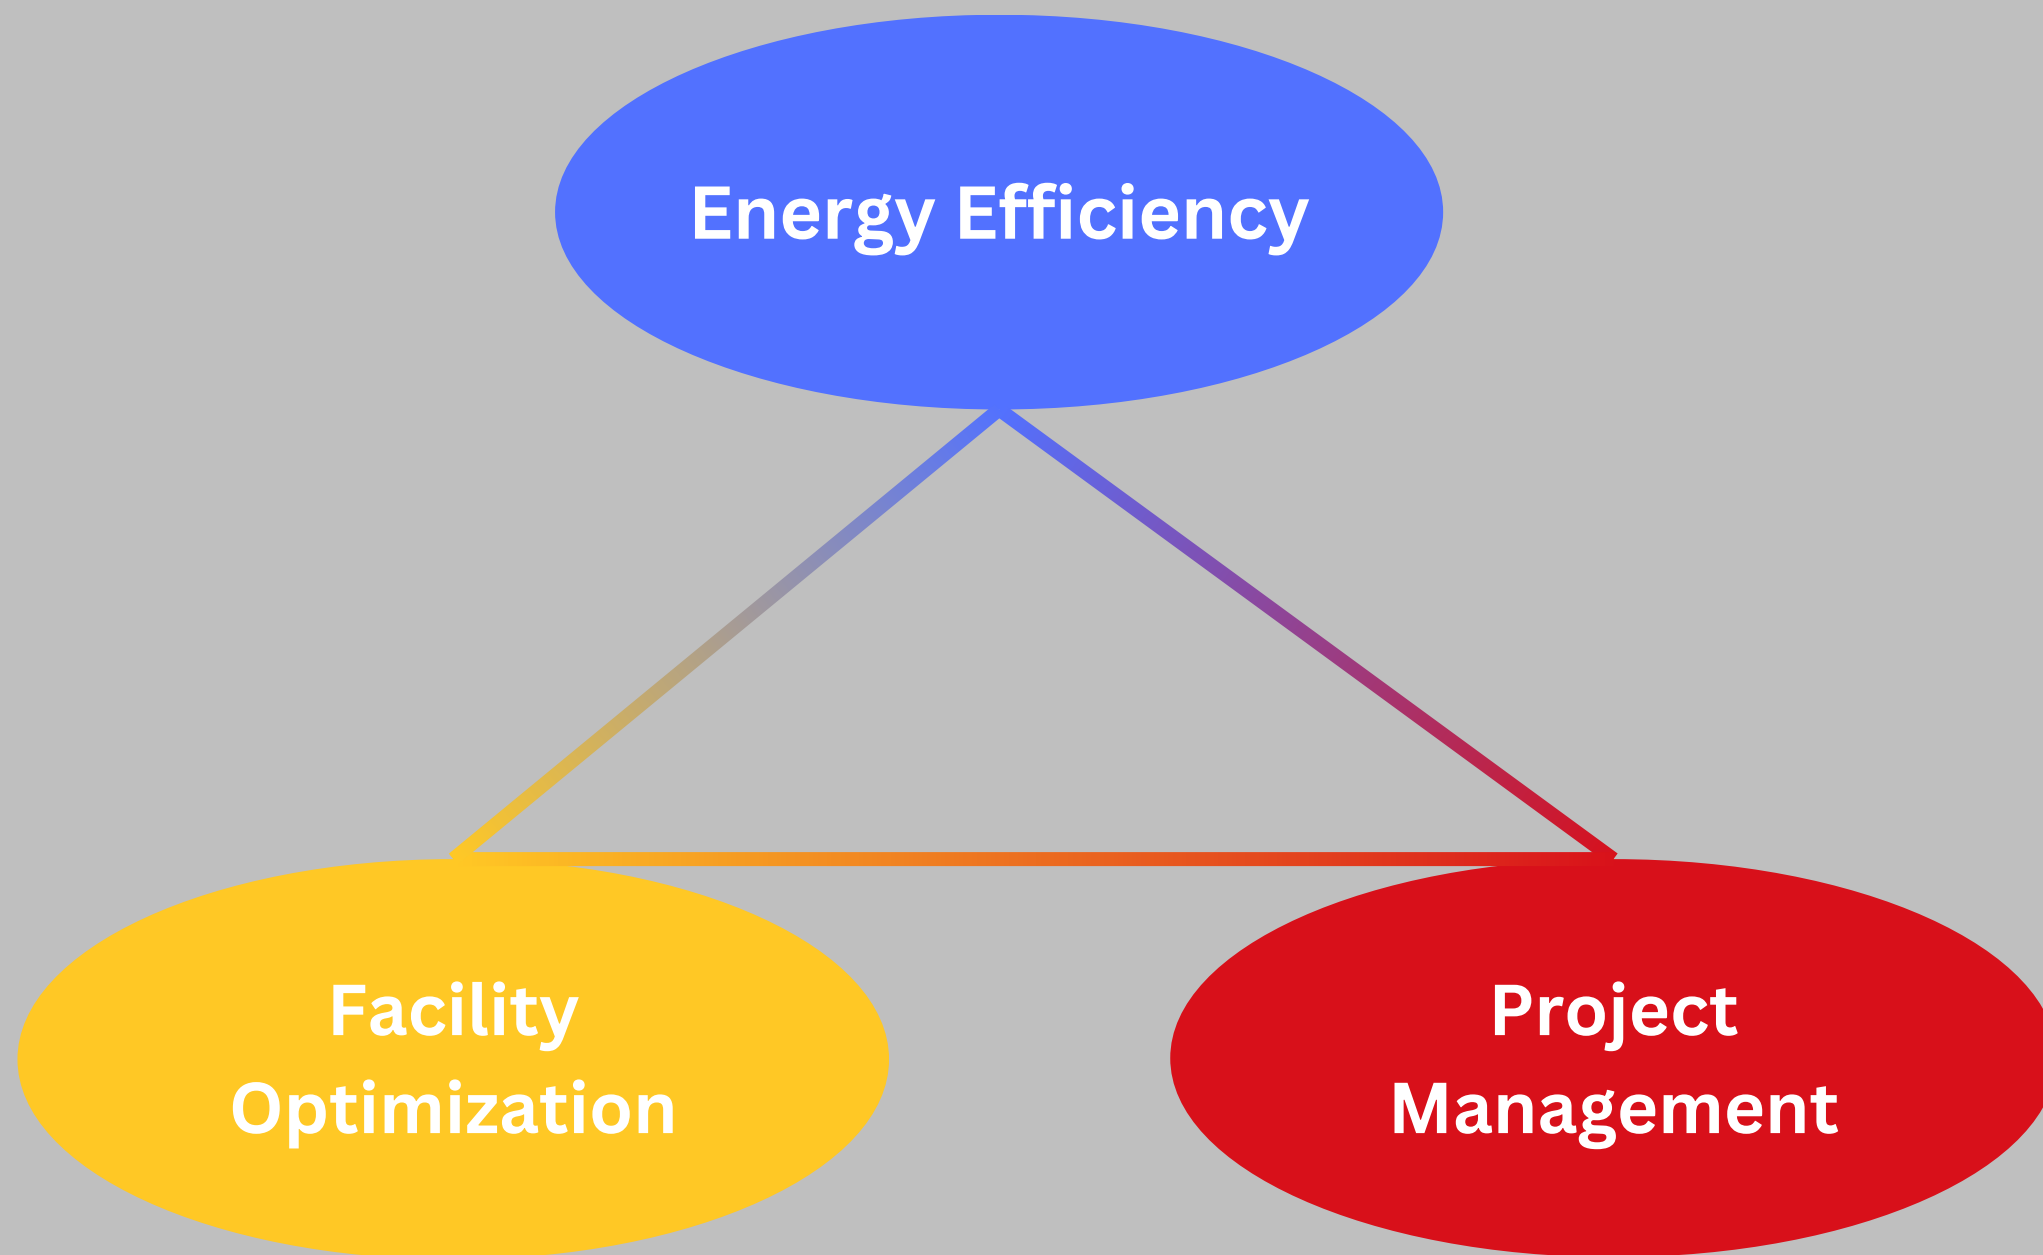 Energy Efficiency
Facility
Optimization
Project
Management